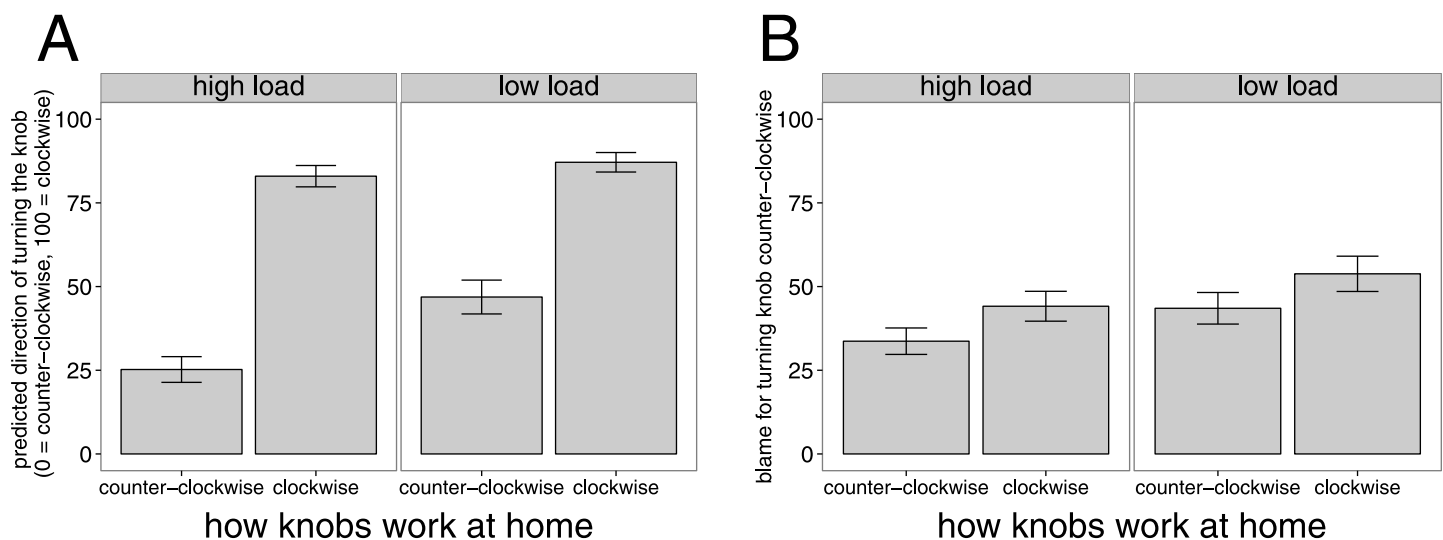 A
high load
low load
predicted direction of turning the knob
(0 = counter−clockwise, 100 = clockwise)
100
75
50
25
0
counter−clockwise
clockwise
counter−clockwise
clockwise
how knobs work at home
B
high load
low load
blame for turning knob counter−clockwise
100
75
50
25
0
counter−clockwise
clockwise
counter−clockwise
clockwise
how knobs work at home